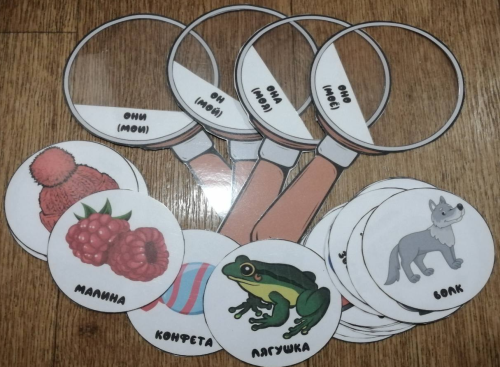 ОНИ
(МОИ)
ОН
(МОЙ)
ОНА
(МОЯ)
ОНО
(МОЁ)
МАЛИНА
КОНФЕТА
ЛЯГУШКА
ВОЛК